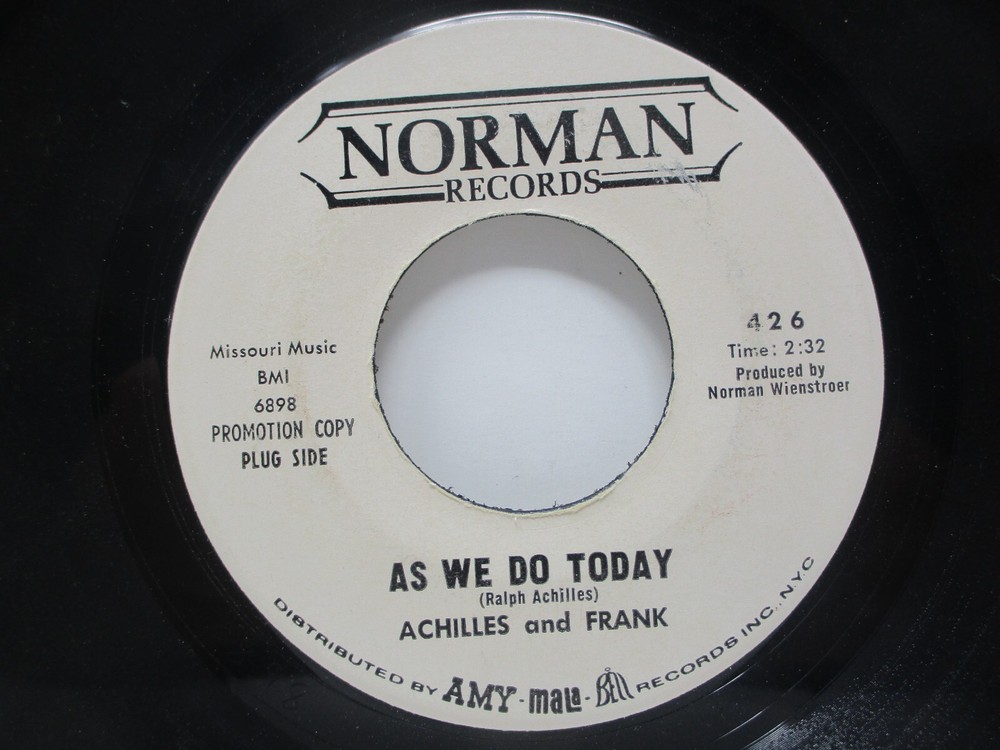 NORMAN
RECORDS
Missouri Music
BMI
6898
PROMOTION COPY
PLUG SIDE
426
Time: 2:32
Produced by
Norman Wienstroer
AS WE DO TODAY
(Ralph Achilles)
ACHILLES and FRANK
DISTRIBUTED BY AMY-mala-BELL RECORDS INC., N.Y.C